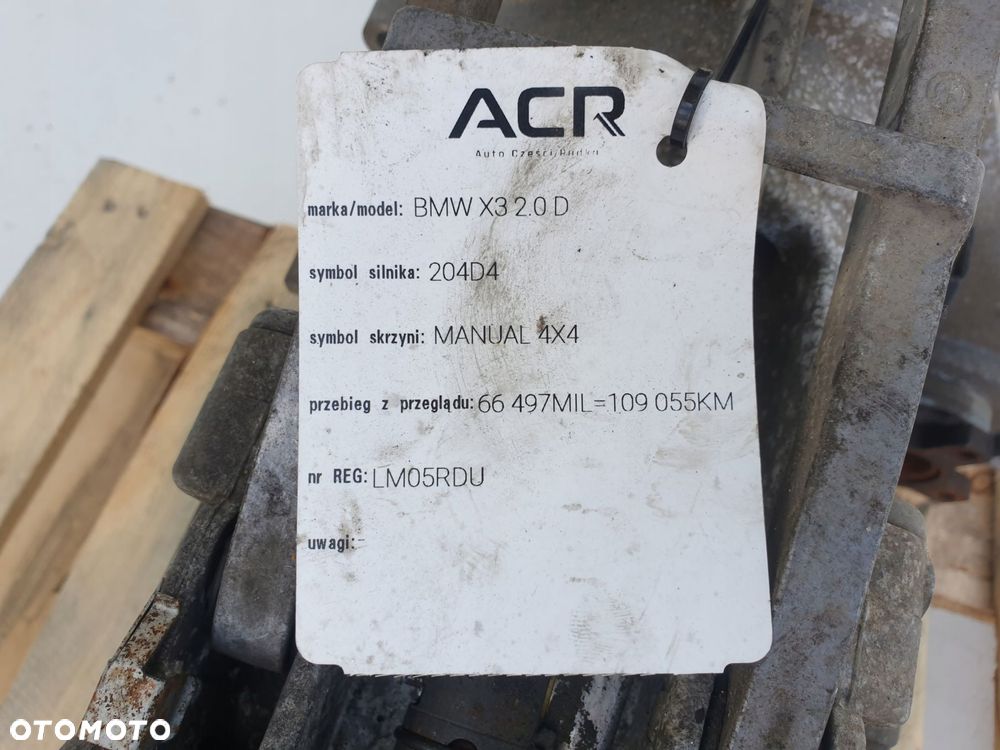 ACR
Auto Części Rudka
marka/model: BMW X3 2.0 D
symbol silnika: 204D4
symbol skrzyni: MANUAL 4X4
przebieg z przeglądu: 66 497MIL=109 055KM
nr REG: LM05RDU
uwagi:-
OTOMOTO